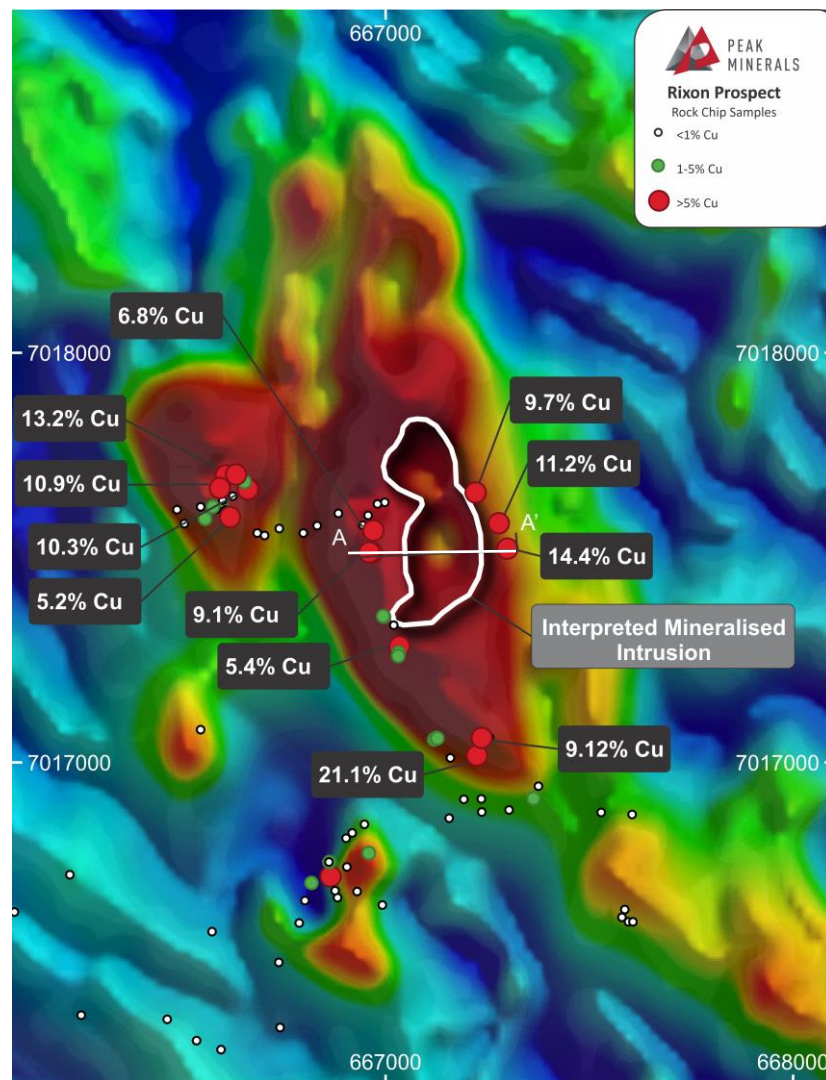 667000
PEAK
MINERALS
Rixon Prospect
Rock Chip Samples
<1% Cu
1-5% Cu
>5% Cu
6.8% Cu
7018000
7018000
13.2% Cu
9.7% Cu
10.9% Cu
11.2% Cu
A
A'
10.3% Cu
14.4% Cu
5.2% Cu
9.1% Cu
Interpreted Mineralised
Intrusion
5.4% Cu
7017000
9.12% Cu
7017000
21.1% Cu
667000
668000